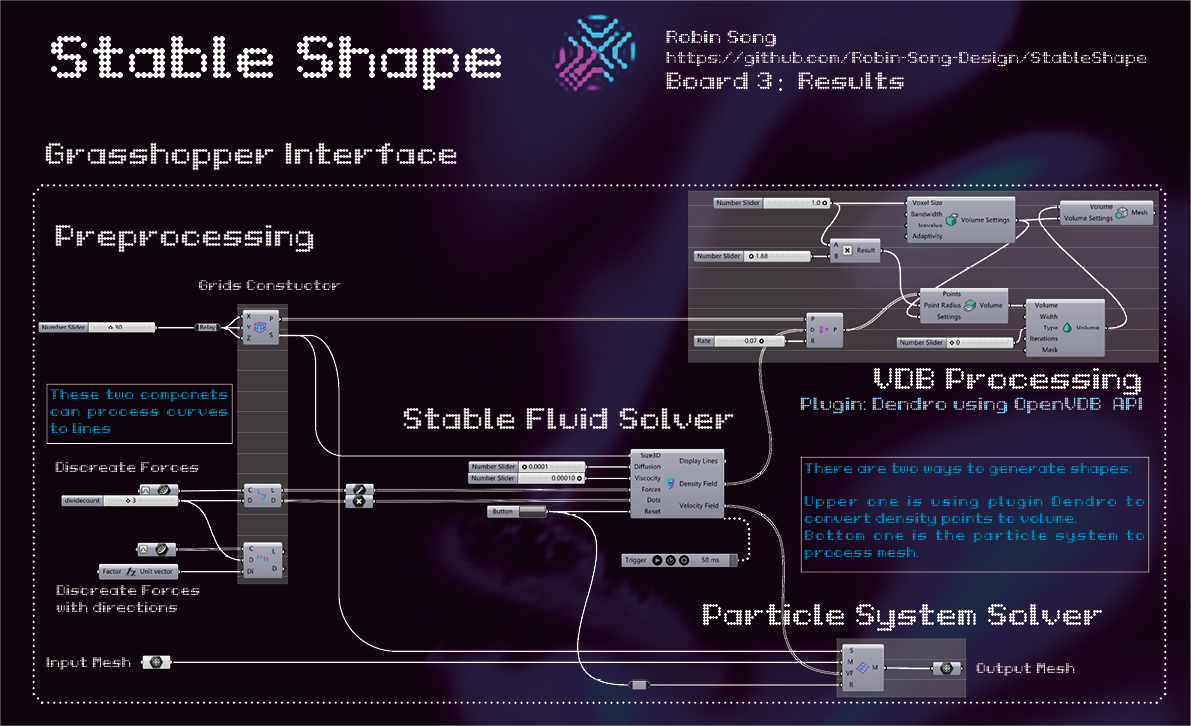 Stable Shape
Robin Song
https://github.com/Robin-Song-Design/StableShape
Board 3: Results
Grasshopper Interface
Preprocessing
Grids Constuctor
Number Slider 30
Relay
X
Y
Z
P
S
These two componets
can process curves
to lines
Discreate Forces
dividecount 3
C
D
L
D
C
D
Di
L
D
Factor Unit vector
Discreate Forces
with directions
Input Mesh
Stable Fluid Solver
Number Slider 0.0001
Number Slider 0.00010
Button
Size3D
Diffusion
Viscosity
Forces
Dots
Reset
Display Lines
Density Field
Velocity Field
Trigger 50 ms
Number Slider 1.0
Number Slider 1.88
A
B
Result
Voxel Size
Bandwidth
Isovalue
Adaptivity
Volume Settings
Volume
Volume Settings
Mesh
Points
Point Radius
Settings
Volume
Rate 0.07
P
D
R
P
Number Slider 0
Volume
Width
Type
Iterations
Mask
Volume
VDB Processing
Plugin: Dendro using OpenVDB API
There are two ways to generate shapes:
Upper one is using plugin Dendro to
convert density points to volume.
Bottom one is the particle system to
process mesh.
Particle System Solver
S
M
VF
R
M
Output Mesh